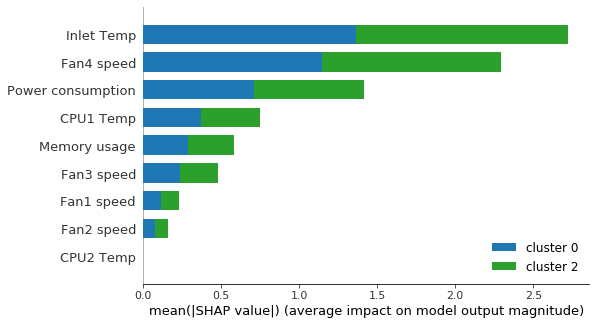 Inlet Temp
Fan4 speed
Power consumption
CPU1 Temp
Memory usage
Fan3 speed
Fan1 speed
Fan2 speed
CPU2 Temp
cluster 0
cluster 2
0.0 0.5 1.0 1.5 2.0 2.5
mean(|SHAP value|) (average impact on model output magnitude)